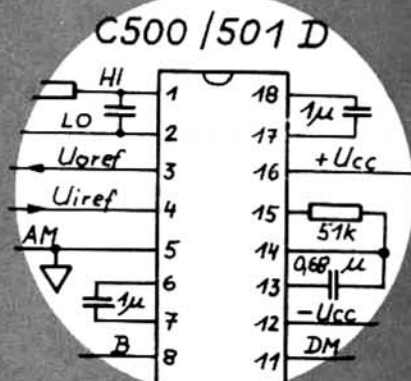 C500/501 D
HI
1
18
1µ
LO
2
17
Uoref
3
16
+Ucc
Uiref
4
15
51k
AM
5
14
0,68 µ
6
13
1µ
7
12
-Ucc
B
8
11
DM